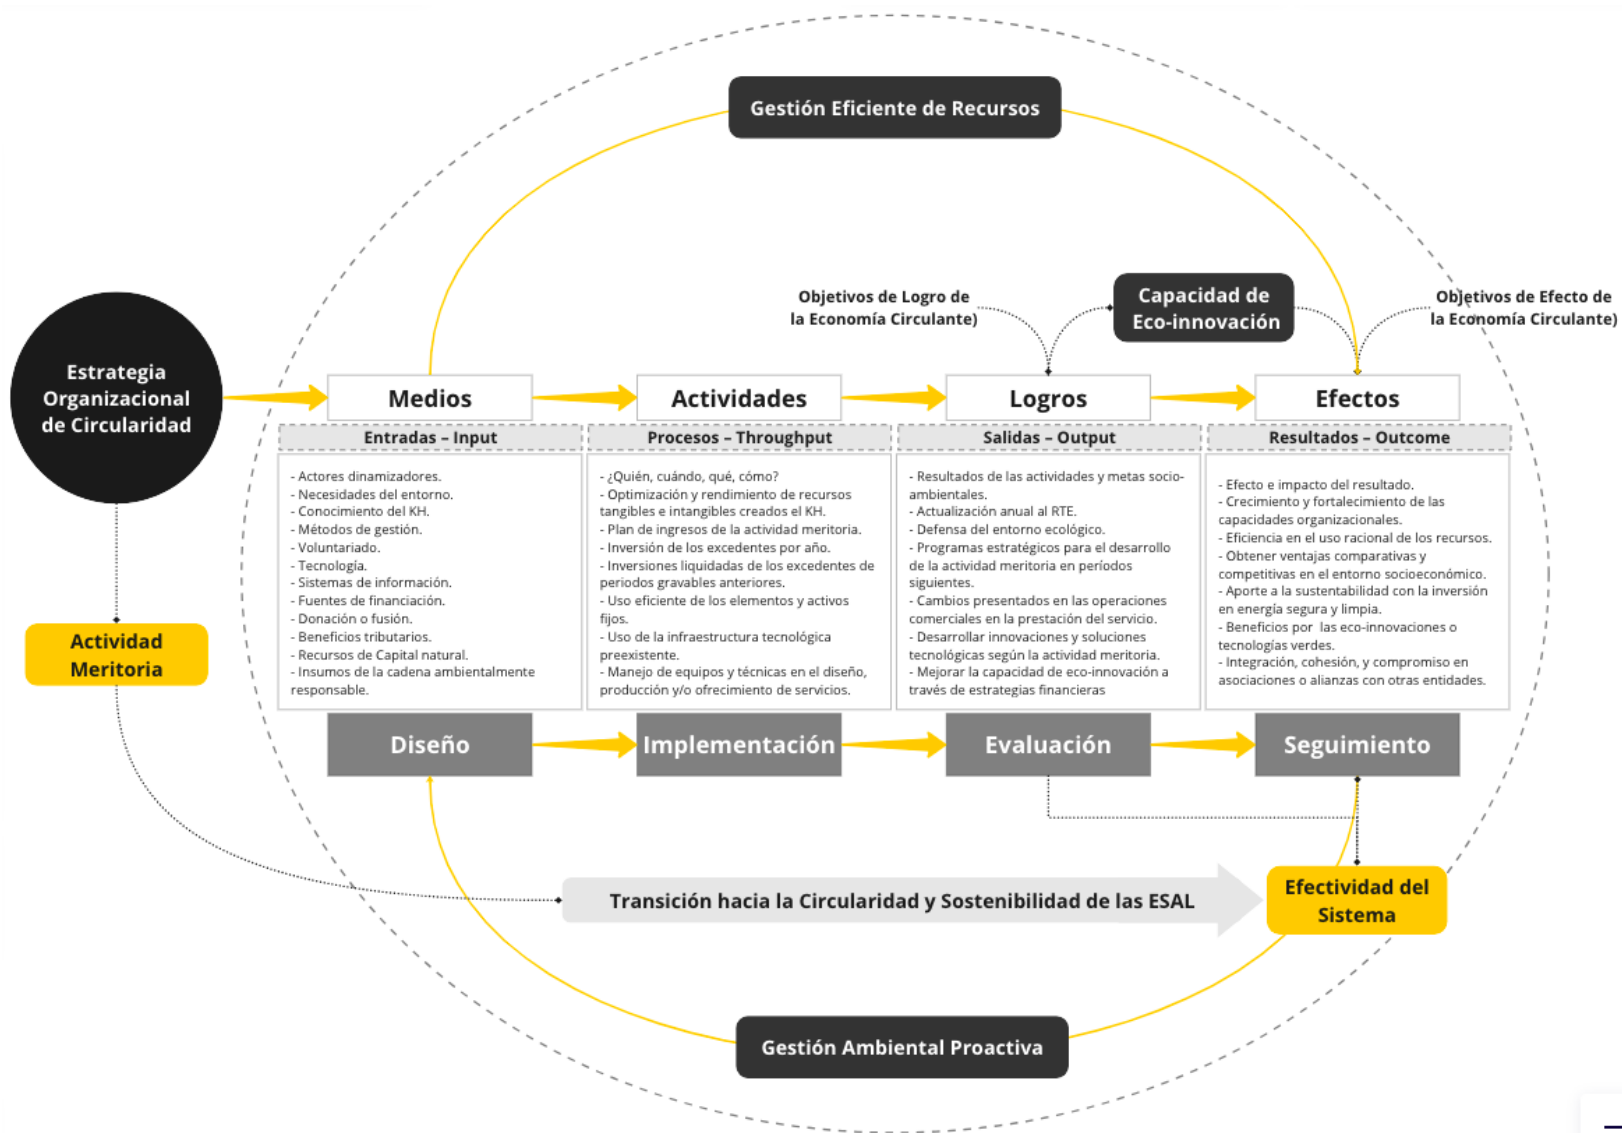 Gestión Eficiente de Recursos
Objetivos de Logro de
la Economía Circulante)
Capacidad de
Eco-innovación
Objetivos de Efecto de
la Economía Circulante)
Estrategia
Organizacional
de Circularidad
Medios
Actividades
Logros
Efectos
Entradas – Input
Procesos – Throughput
Salidas – Output
Resultados – Outcome
- Actores dinamizadores.
- Necesidades del entorno.
- Conocimiento del KH.
- Métodos de gestión.
- Voluntariado.
- Tecnología.
- Sistemas de información.
- Fuentes de financiación.
- Donación o fusión.
- Beneficios tributarios.
- Recursos de Capital natural.
- Insumos de la cadena ambientalmente
responsable.
- ¿Quién, cuándo, qué, cómo?
- Optimización y rendimiento de recursos
tangibles e intangibles creados el KH.
- Plan de ingresos de la actividad meritoria.
- Inversión de los excedentes por año.
- Inversiones liquidadas de los excedentes de
periodos gravables anteriores.
- Uso eficiente de los elementos y activos
fijos.
- Uso de la infraestructura tecnológica
preexistente.
- Manejo de equipos y técnicas en el diseño,
producción y/o ofrecimiento de servicios.
- Resultados de las actividades y metas socio-
ambientales.
- Actualización anual al RTE.
- Defensa del entorno ecológico.
- Programas estratégicos para el desarrollo
de la actividad meritoria en períodos
siguientes.
- Cambios presentados en las operaciones
comerciales en la prestación del servicio.
- Desarrollar innovaciones y soluciones
tecnológicas según la actividad meritoria.
- Mejorar la capacidad de eco-innovación a
través de estrategias financieras
- Efecto e impacto del resultado.
- Crecimiento y fortalecimiento de las
capacidades organizacionales.
- Eficiencia en el uso racional de los recursos.
- Obtener ventajas comparativas y
competitivas en el entorno socioeconómico.
- Aporte a la sustentabilidad con la inversión
en energía segura y limpia.
- Beneficios por las eco-innovaciones o
tecnologías verdes.
- Integración, cohesión, y compromiso en
asociaciones o alianzas con otras entidades.
Actividad
Meritoria
Diseño
Implementación
Evaluación
Seguimiento
Transición hacia la Circularidad y Sostenibilidad de las ESAL
Efectividad del
Sistema
Gestión Ambiental Proactiva